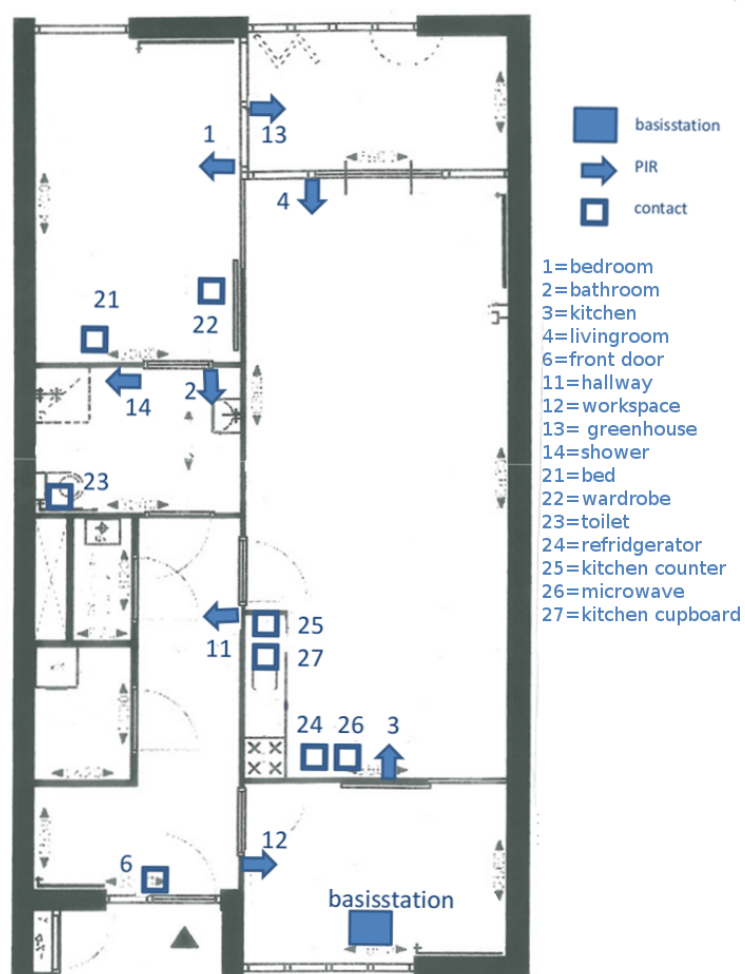 1
13
4
21
22
2
14
23
25
11
27
24
26
3
12
6
basisstation
basisstation
PIR
contact
1=bedroom
2=bathroom
3=kitchen
4=livingroom
6=front door
11=hallway
12=workspace
13= greenhouse
14=shower
21=bed
22=wardrobe
23=toilet
24=refridgerator
25=kitchen counter
26=microwave
27=kitchen cupboard